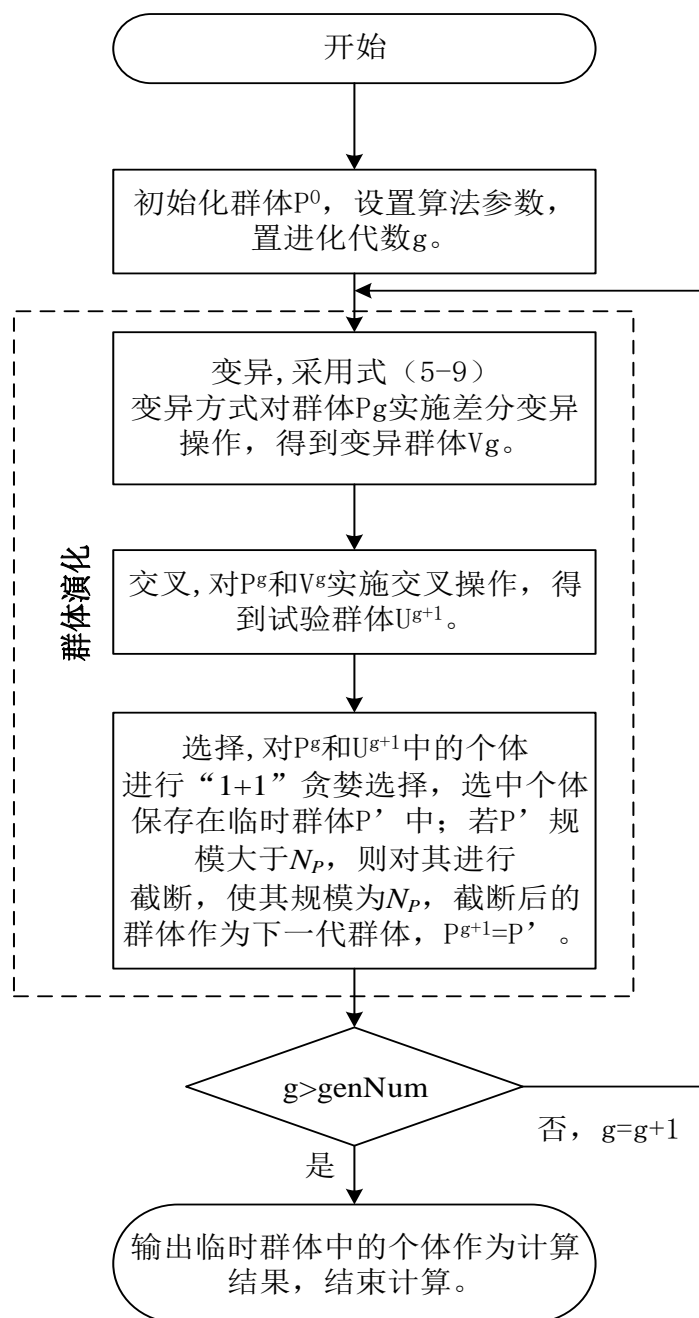 开始
初始化群体P⁰，设置算法参数，
置进化代数g。
变异,采用式（5-9）
变异方式对群体Pg实施差分变异
操作，得到变异群体Vg。
群体演化
交叉,对Pᵍ和Vᵍ实施交叉操作，得
到试验群体Uᵍ⁺¹。
选择,对Pᵍ和Uᵍ⁺¹中的个体
进行“1+1”贪婪选择，选中个体
保存在临时群体P’中；若P’规
模大于Nₚ，则对其进行
截断，使其规模为Nₚ，截断后的
群体作为下一代群体，Pᵍ⁺¹=P’。
g>genNum
否，g=g+1
是
输出临时群体中的个体作为计算
结果，结束计算。